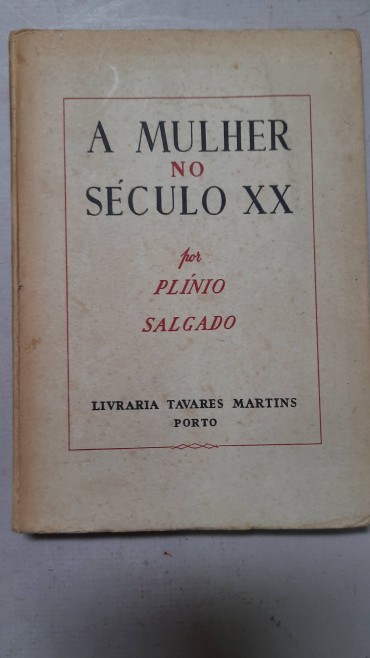 A MULHER
NO
SÉCULO XX
por
PLÍNIO
SALGADO
LIVRARIA TAVARES MARTINS
PORTO